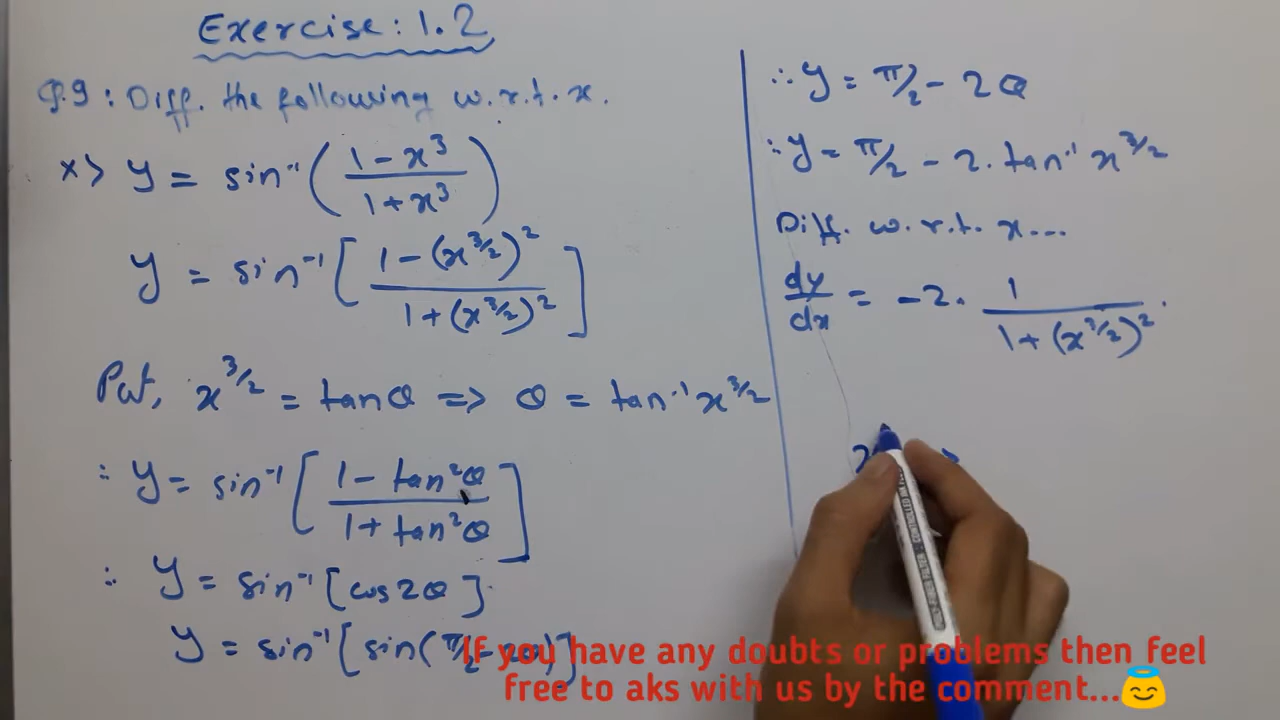 Exercise: 1.2
Q.9: Diff. the following w.r.t. x.
x> y = sin⁻¹ ( (1 - x³) / (1 + x³) )
y = sin⁻¹ [ (1 - (x^3/2)²) / (1 + (x^3/2)²) ]
Put, x^3/2 = tanθ => θ = tan⁻¹ x^3/2
∴ y = sin⁻¹ [ (1 - tan²θ) / (1 + tan²θ) ]
∴ y = sin⁻¹ [cos2θ].
y = sin⁻¹ [sin(π/2 - 2θ)]
∴ y = π/2 - 2θ
∴ y = π/2 - 2. tan⁻¹ x^3/2
Diff. w.r.t. x...
dy/dx = -2. 1 / (1 + (x^3/2)²) .
If you have any doubts or problems then feel
free to aks with us by the comment...😇